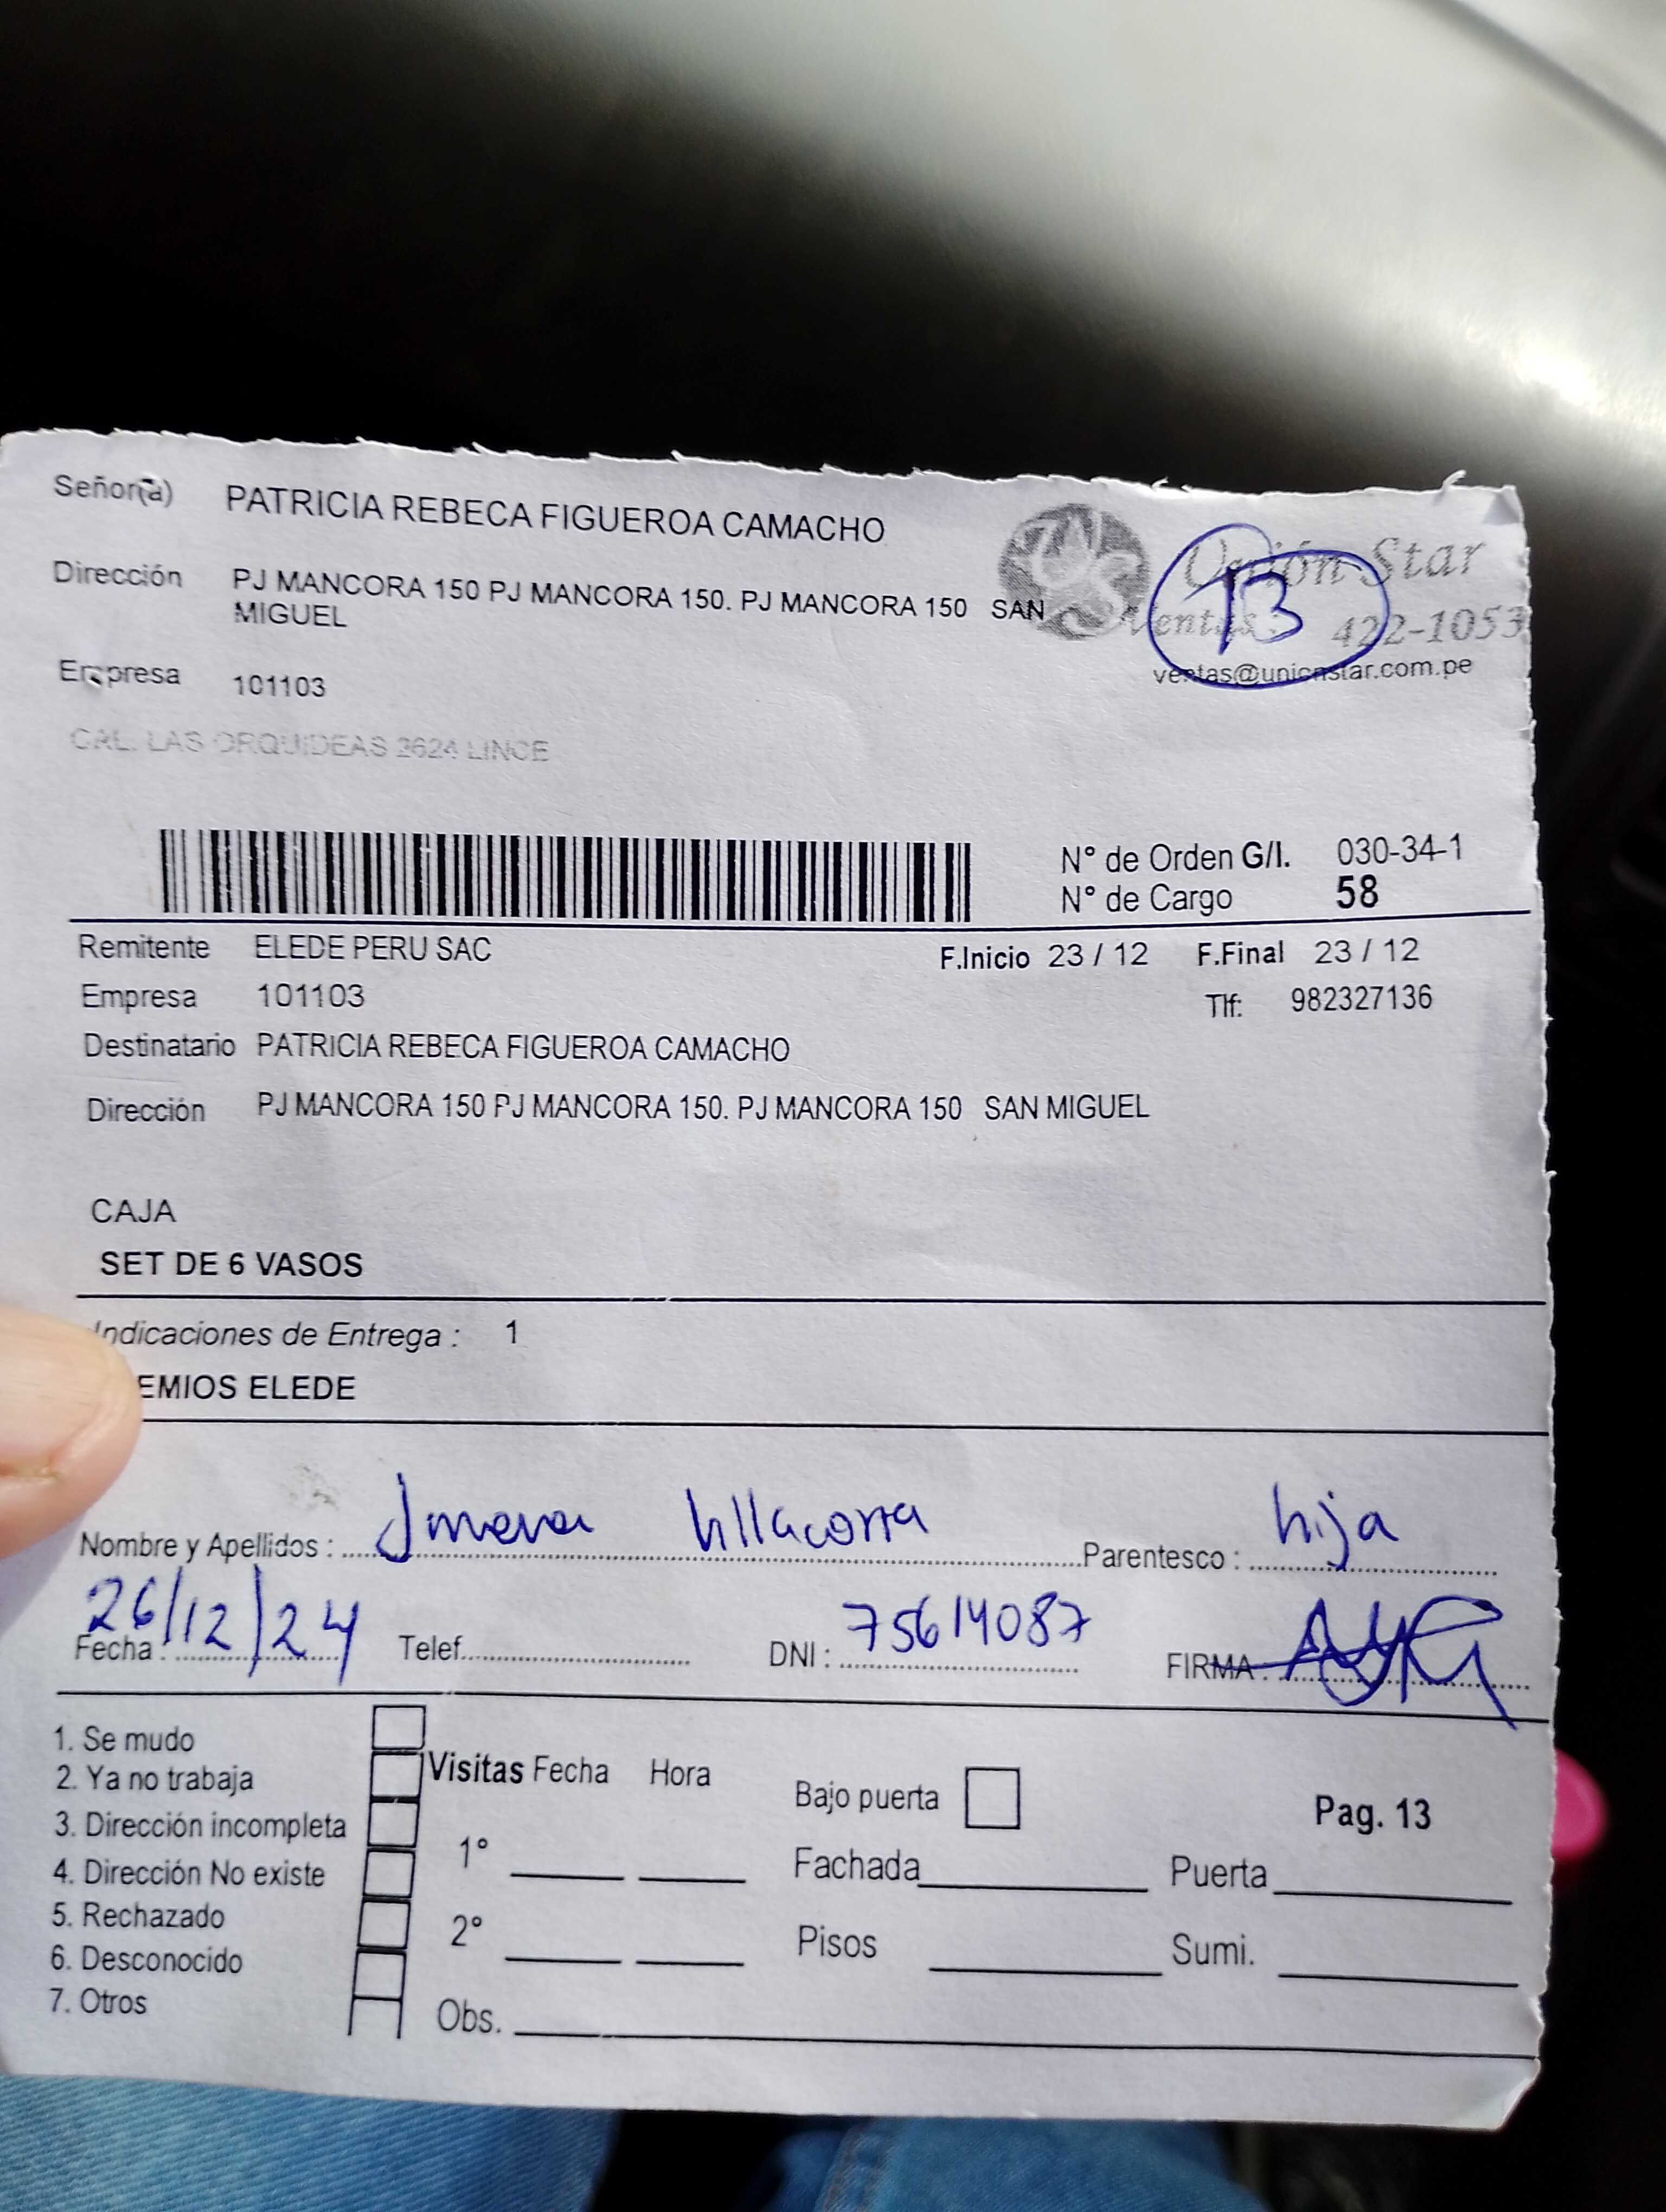 Señor(a) PATRICIA REBECA FIGUEROA CAMACHO
Dirección PJ MANCORA 150 PJ MANCORA 150. PJ MANCORA 150 SAN
MIGUEL
Unión Star
13
Ventas: 422-1053
ventas@unionstar.com.pe
Empresa 101103
CAL. LAS ORQUIDEAS 2624 LINCE
N° de Orden G/I. 030-34-1
N° de Cargo 58
Remitente ELEDE PERU SAC F.Inicio 23 / 12 F.Final 23 / 12
Empresa 101103 Tlf: 982327136
Destinatario PATRICIA REBECA FIGUEROA CAMACHO
Dirección PJ MANCORA 150 PJ MANCORA 150. PJ MANCORA 150 SAN MIGUEL
CAJA
SET DE 6 VASOS
Indicaciones de Entrega : 1
EMIOS ELEDE
Nombre y Apellidos : Jimena Villacorta Parentesco : hija
Fecha : 26/12/24 Telef. DNI : 75614087 FIRMA :
1. Se mudo
2. Ya no trabaja
3. Dirección incompleta
4. Dirección No existe
5. Rechazado
6. Desconocido
7. Otros
Visitas Fecha Hora
1°
2°
Obs.
Bajo puerta
Fachada Puerta
Pisos Sumi.
Pag. 13